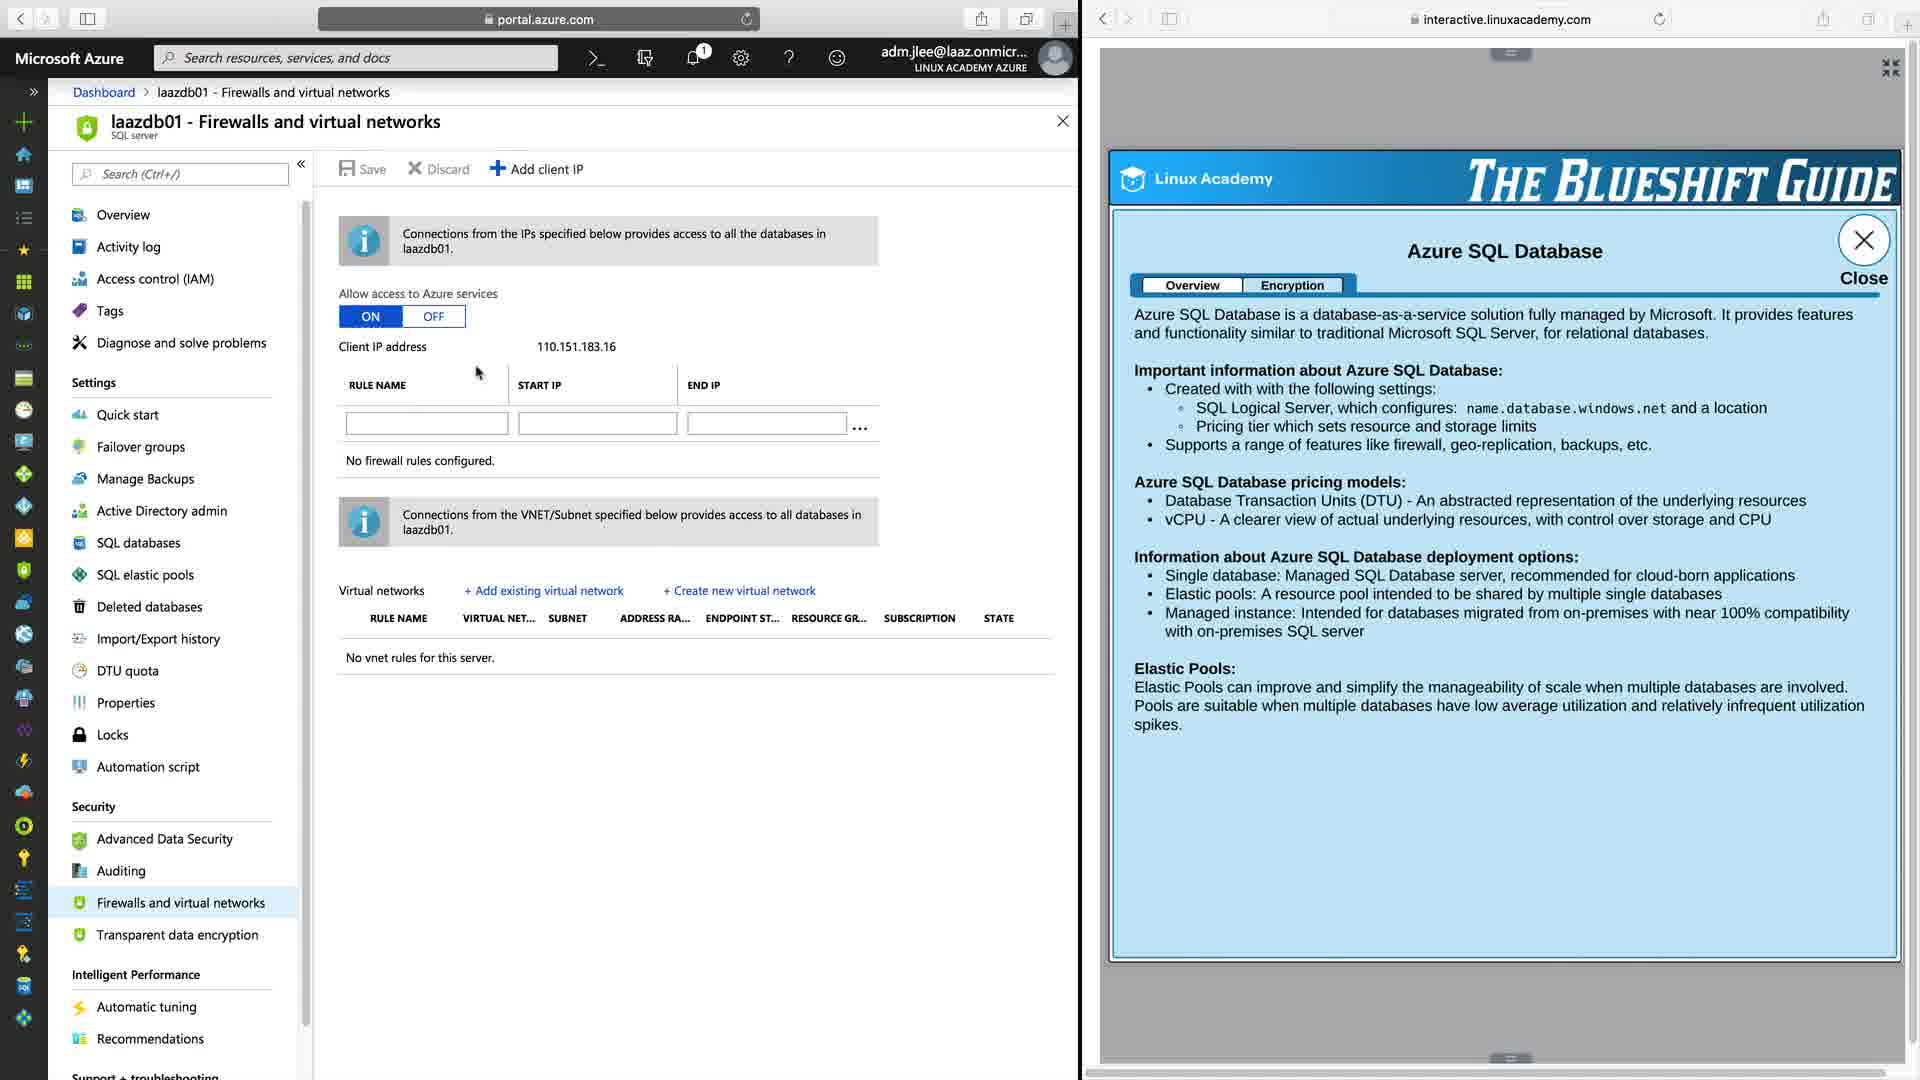 portal.azure.com
Microsoft Azure
Search resources, services, and docs
1
adm.jlee@laaz.onmicr...
LINUX ACADEMY AZURE
Dashboard > laazdb01 - Firewalls and virtual networks
laazdb01 - Firewalls and virtual networks
SQL server
Search (Ctrl+/)
Overview
Activity log
Access control (IAM)
Tags
Diagnose and solve problems
Settings
Quick start
Failover groups
Manage Backups
Active Directory admin
SQL databases
SQL elastic pools
Deleted databases
Import/Export history
DTU quota
Properties
Locks
Automation script
Security
Advanced Data Security
Auditing
Firewalls and virtual networks
Transparent data encryption
Intelligent Performance
Automatic tuning
Recommendations
Support + troubleshooting
Save Discard Add client IP
Connections from the IPs specified below provides access to all the databases in
laazdb01.
Allow access to Azure services
ON OFF
Client IP address 110.151.183.16
RULE NAME START IP END IP
...
No firewall rules configured.
Connections from the VNET/Subnet specified below provides access to all databases in
laazdb01.
Virtual networks + Add existing virtual network + Create new virtual network
RULE NAME VIRTUAL NET... SUBNET ADDRESS RA... ENDPOINT ST... RESOURCE GR... SUBSCRIPTION STATE
No vnet rules for this server.
interactive.linuxacademy.com
Linux Academy
THE BLUESHIFT GUIDE
Azure SQL Database
Close
Overview Encryption
Azure SQL Database is a database-as-a-service solution fully managed by Microsoft. It provides features
and functionality similar to traditional Microsoft SQL Server, for relational databases.
Important information about Azure SQL Database:
• Created with with the following settings:
◦ SQL Logical Server, which configures: name.database.windows.net and a location
◦ Pricing tier which sets resource and storage limits
• Supports a range of features like firewall, geo-replication, backups, etc.
Azure SQL Database pricing models:
• Database Transaction Units (DTU) - An abstracted representation of the underlying resources
• vCPU - A clearer view of actual underlying resources, with control over storage and CPU
Information about Azure SQL Database deployment options:
• Single database: Managed SQL Database server, recommended for cloud-born applications
• Elastic pools: A resource pool intended to be shared by multiple single databases
• Managed instance: Intended for databases migrated from on-premises with near 100% compatibility
with on-premises SQL server
Elastic Pools:
Elastic Pools can improve and simplify the manageability of scale when multiple databases are involved.
Pools are suitable when multiple databases have low average utilization and relatively infrequent utilization
spikes.